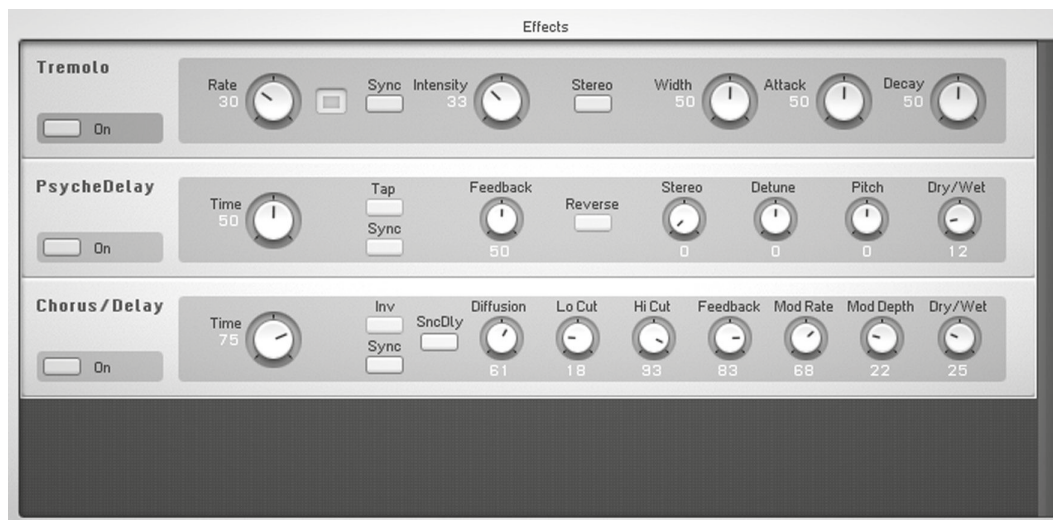 Effects
Tremolo
Rate
30
Sync
Intensity
33
Stereo
Width
50
Attack
50
Decay
50
On
PsycheDelay
Time
50
Tap
Sync
Feedback
50
Reverse
Stereo
0
Detune
0
Pitch
0
Dry/Wet
12
On
Chorus/Delay
Time
75
Inv
Sync
SncDly
Diffusion
61
Lo Cut
18
Hi Cut
93
Feedback
83
Mod Rate
68
Mod Depth
22
Dry/Wet
25
On